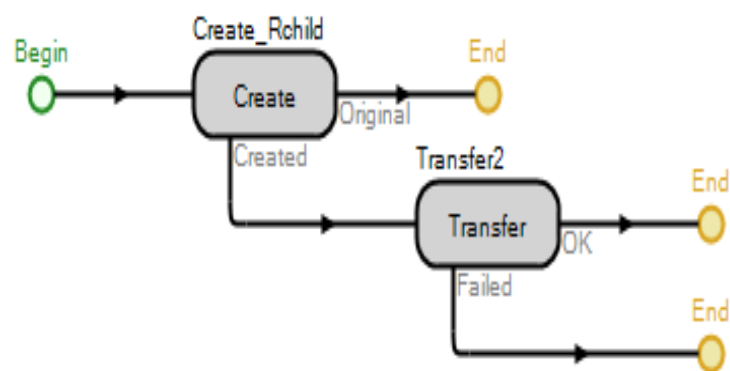 Create_Rchild
Begin
End
Create
Original
Created
Transfer2
End
Transfer
OK
Failed
End